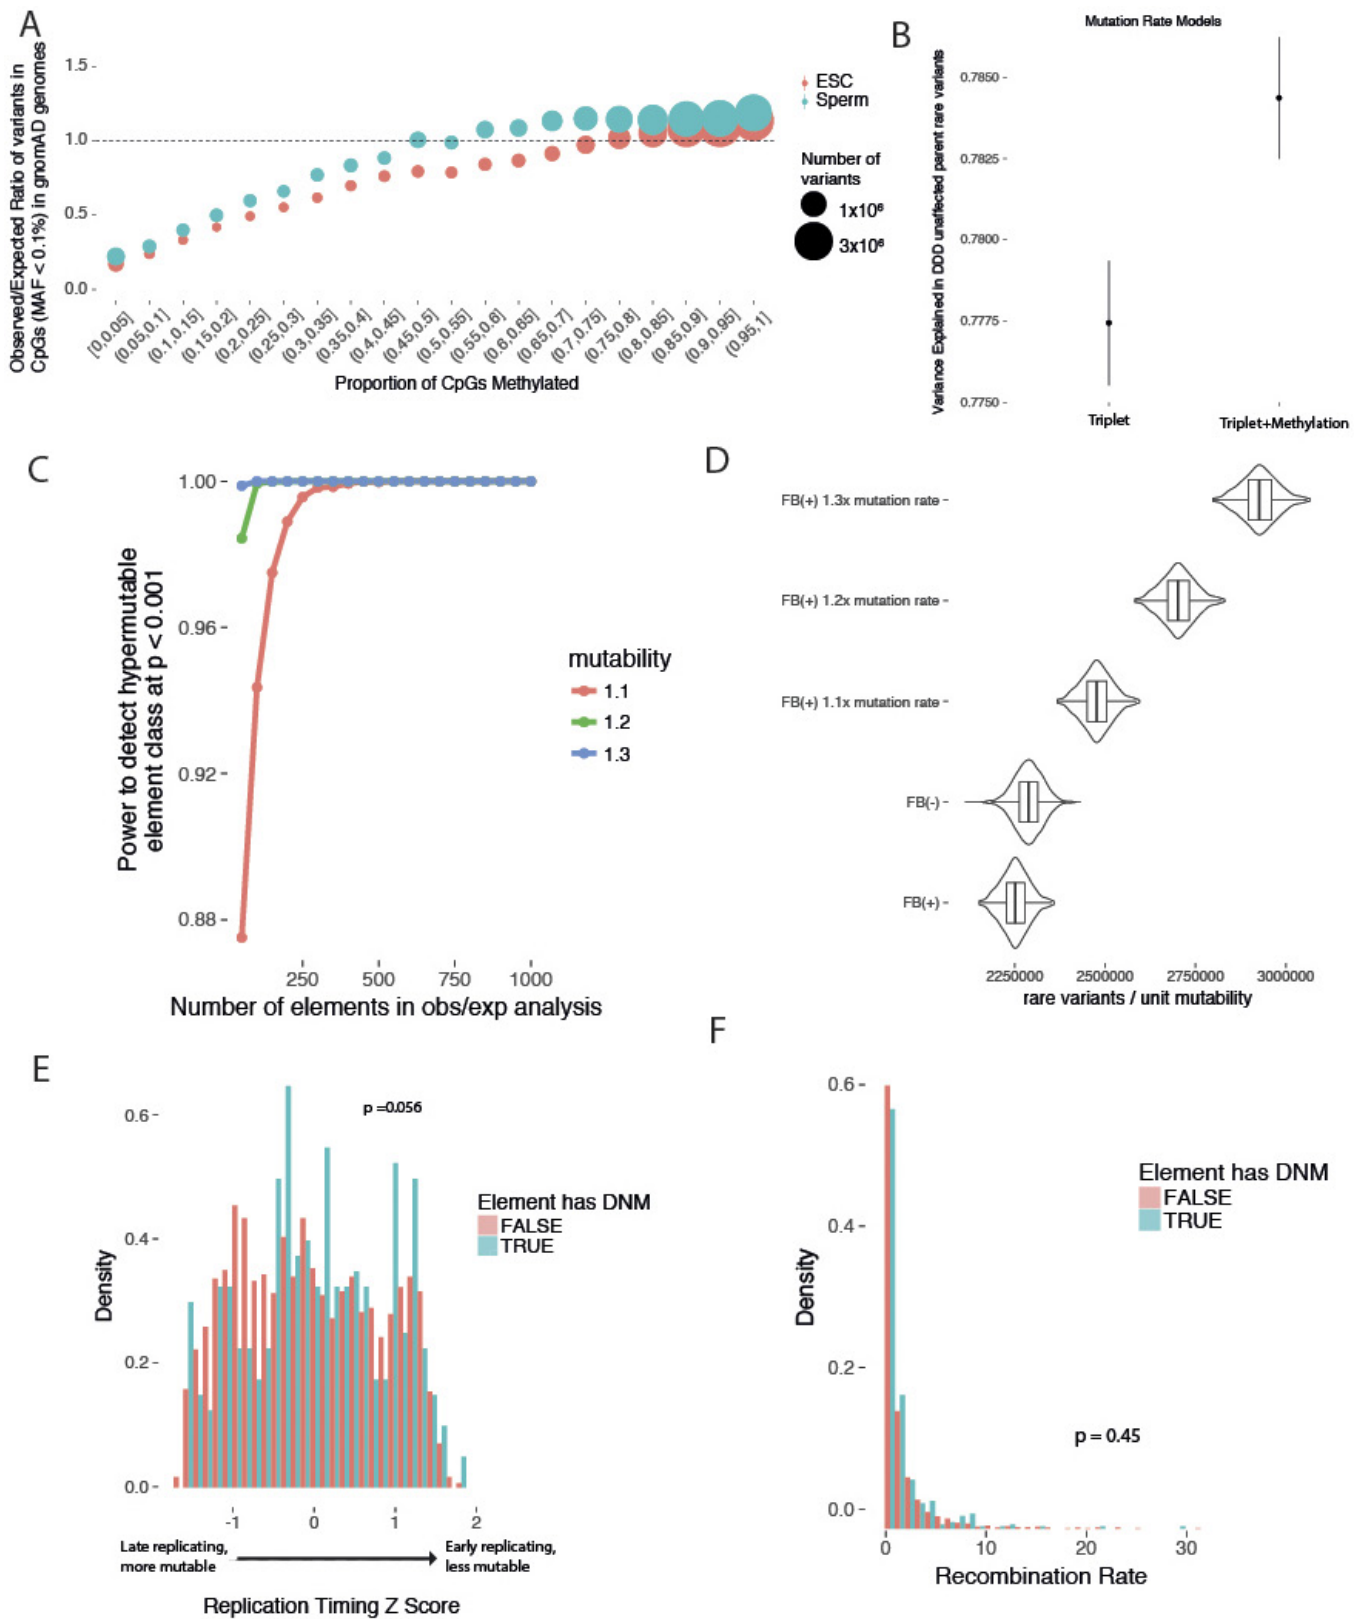 A
Observed/Expected Ratio of variants in
CpGs (MAF < 0.1%) in gnomAD genomes
1.5
1.0
0.5
0.0
[0,0.05]
(0.05,0.1]
(0.1,0.15]
(0.15,0.2]
(0.2,0.25]
(0.25,0.3]
(0.3,0.35]
(0.35,0.4]
(0.4,0.45]
(0.45,0.5]
(0.5,0.55]
(0.55,0.6]
(0.6,0.65]
(0.65,0.7]
(0.7,0.75]
(0.75,0.8]
(0.8,0.85]
(0.85,0.9]
(0.9,0.95]
(0.95,1]
Proportion of CpGs Methylated
ESC
Sperm
Number of
variants
1x10⁶
3x10⁶
B
Mutation Rate Models
Variance Explained in DDD unaffected parent rare variants
0.7850
0.7825
0.7800
0.7775
0.7750
Triplet
Triplet+Methylation
C
Power to detect hypermutable
element class at p < 0.001
1.00
0.96
0.92
0.88
250
500
750
1000
Number of elements in obs/exp analysis
mutability
1.1
1.2
1.3
D
FB(+) 1.3x mutation rate
FB(+) 1.2x mutation rate
FB(+) 1.1x mutation rate
FB(-)
FB(+)
2250000
2500000
2750000
3000000
rare variants / unit mutability
E
Density
0.6
0.4
0.2
0.0
p =0.056
Element has DNM
FALSE
TRUE
-1
0
1
2
Late replicating,
more mutable
Early replicating,
less mutable
Replication Timing Z Score
F
Density
0.6
0.4
0.2
0.0
Element has DNM
FALSE
TRUE
p = 0.45
0
10
20
30
Recombination Rate